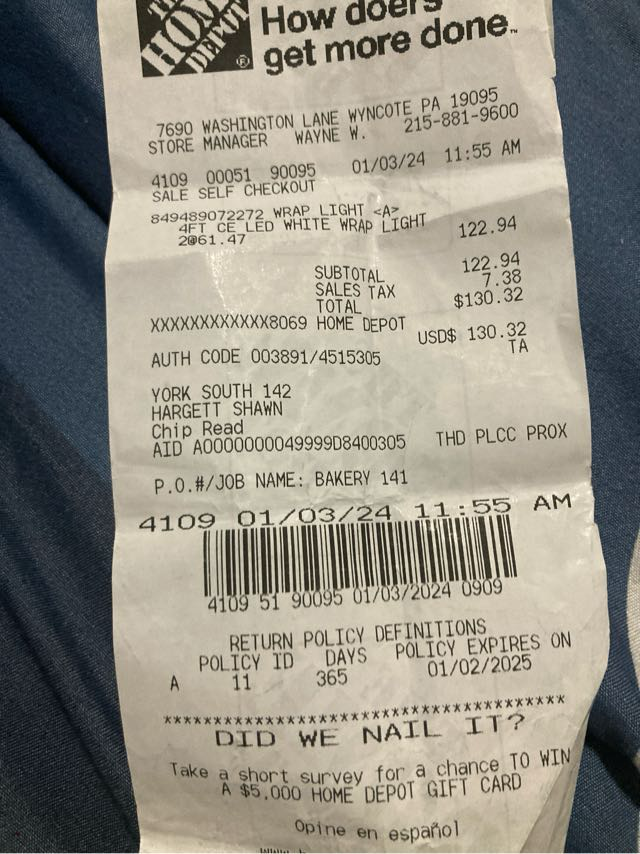 THE HOME DEPOT ®
How doers
get more done™
7690 WASHINGTON LANE WYNCOTE PA 19095
STORE MANAGER WAYNE W. 215-881-9600
4109 00051 90095 01/03/24 11:55 AM
SALE SELF CHECKOUT
849489072272 WRAP LIGHT <A>
4FT CE LED WHITE WRAP LIGHT
2@61.47 122.94
SUBTOTAL 122.94
SALES TAX 7.38
TOTAL $130.32
XXXXXXXXXXXX8069 HOME DEPOT
USD$ 130.32
AUTH CODE 003891/4515305 TA
YORK SOUTH 142
HARGETT SHAWN
Chip Read
AID A0000000049999D8400305 THD PLCC PROX
P.O.#/JOB NAME: BAKERY 141
4109 01/03/24 11:55 AM
4109 51 90095 01/03/2024 0909
RETURN POLICY DEFINITIONS
POLICY ID DAYS POLICY EXPIRES ON
A 11 365 01/02/2025
****************************************
DID WE NAIL IT?
Take a short survey for a chance TO WIN
A $5,000 HOME DEPOT GIFT CARD
Opine en español